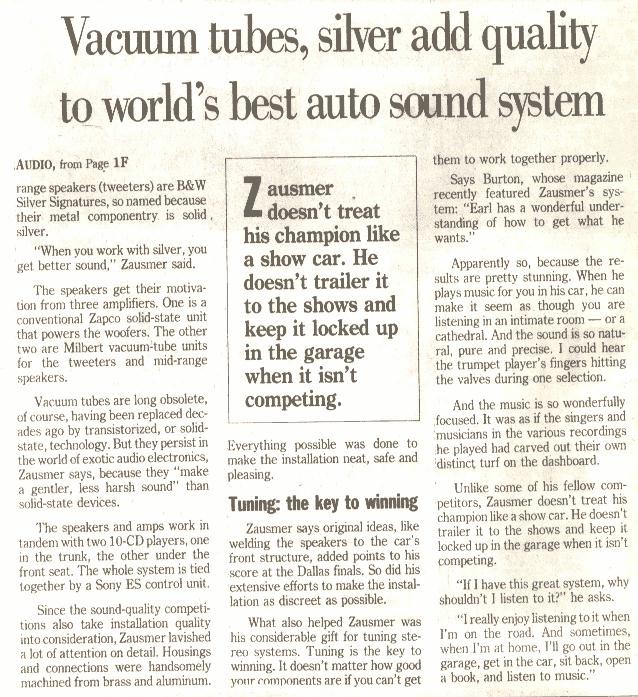 Vacuum tubes, silver add quality
to world's best auto sound system
AUDIO, from Page 1F
range speakers (tweeters) are B&W
Silver Signatures, so named because
their metal componentry is solid
silver.
"When you work with silver, you
get better sound," Zausmer said.
The speakers get their motiva-
tion from three amplifiers. One is a
conventional Zapco solid-state unit
that powers the woofers. The other
two are Milbert vacuum-tube units
for the tweeters and mid-range
speakers.
Vacuum tubes are long obsolete,
of course, having been replaced dec-
ades ago by transistorized, or solid-
state, technology. But they persist in
the world of exotic audio electronics,
Zausmer says, because they "make
a gentler, less harsh sound" than
solid-state devices.
The speakers and amps work in
tandem with two 10-CD players, one
in the trunk, the other under the
front seat. The whole system is tied
together by a Sony ES control unit.
Since the sound-quality competi-
tions also take installation quality
into consideration, Zausmer lavished
a lot of attention on detail. Housings
and connections were handsomely
machined from brass and aluminum.
Zausmer
doesn't treat
his champion like
a show car. He
doesn't trailer it
to the shows and
keep it locked up
in the garage
when it isn't
competing.
Everything possible was done to
make the installation neat, safe and
pleasing.
Tuning: the key to winning
Zausmer says original ideas, like
welding the speakers to the car's
front structure, added points to his
score at the Dallas finals. So did his
extensive efforts to make the instal-
lation as discreet as possible.
What also helped Zausmer was
his considerable gift for tuning ste-
reo systems. Tuning is the key to
winning. It doesn't matter how good
your components are if you can't get
them to work together properly.
Says Burton, whose magazine
recently featured Zausmer's sys-
tem: "Earl has a wonderful under-
standing of how to get what he
wants."
Apparently so, because the re-
sults are pretty stunning. When he
plays music for you in his car, he can
make it seem as though you are
listening in an intimate room — or a
cathedral. And the sound is so natu-
ral, pure and precise. I could hear
the trumpet player's fingers hitting
the valves during one selection.
And the music is so wonderfully
focused. It was as if the singers and
musicians in the various recordings
he played had carved out their own
distinct turf on the dashboard.
Unlike some of his fellow com-
petitors, Zausmer doesn't treat his
champion like a show car. He doesn't
trailer it to the shows and keep it
locked up in the garage when it isn't
competing.
"If I have this great system, why
shouldn't I listen to it?" he asks.
"I really enjoy listening to it when
I'm on the road. And sometimes,
when I'm at home, I'll go out in the
garage, get in the car, sit back, open
a book, and listen to music."